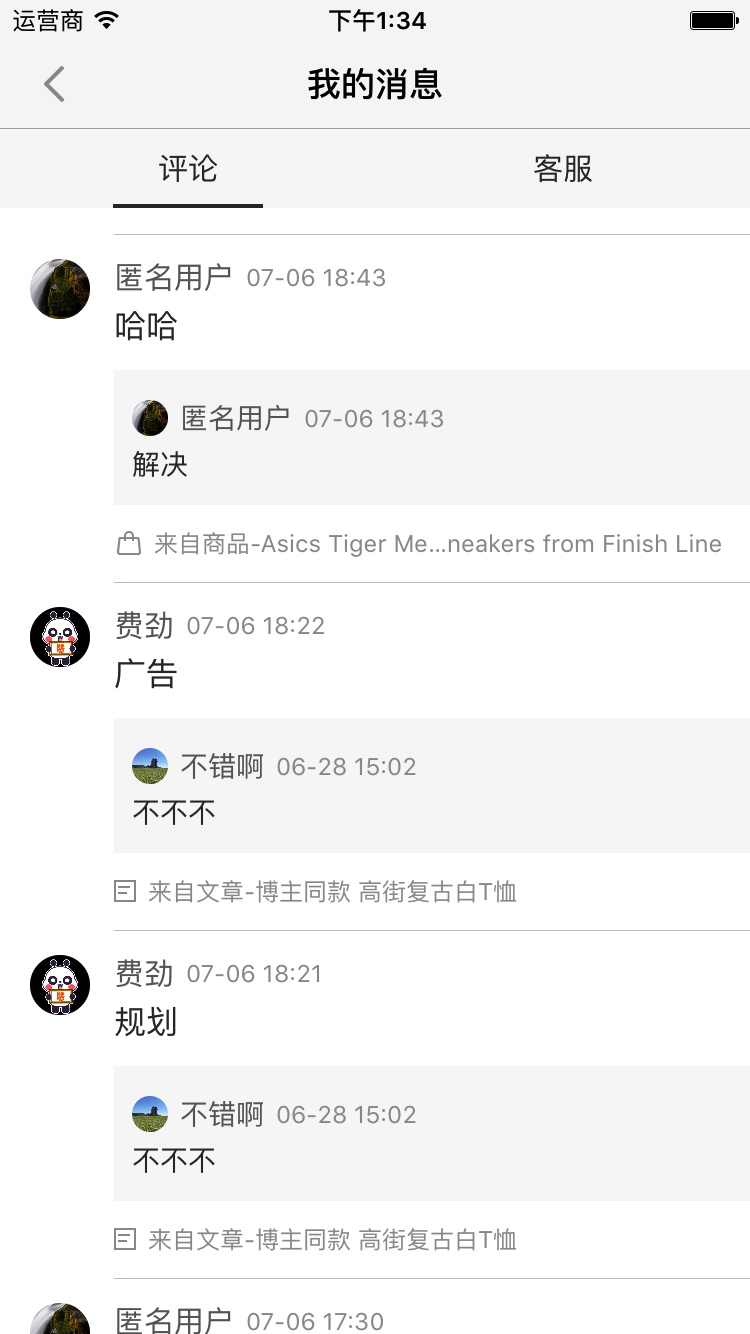 运营商 下午1:34
我的消息
评论 客服
匿名用户 07-06 18:43
哈哈
匿名用户 07-06 18:43
解决
来自商品-Asics Tiger Me...neakers from Finish Line
费劲 07-06 18:22
广告
不错啊 06-28 15:02
不不不
来自文章-博主同款 高街复古白T恤
费劲 07-06 18:21
规划
不错啊 06-28 15:02
不不不
来自文章-博主同款 高街复古白T恤
匿名用户 07-06 17:30